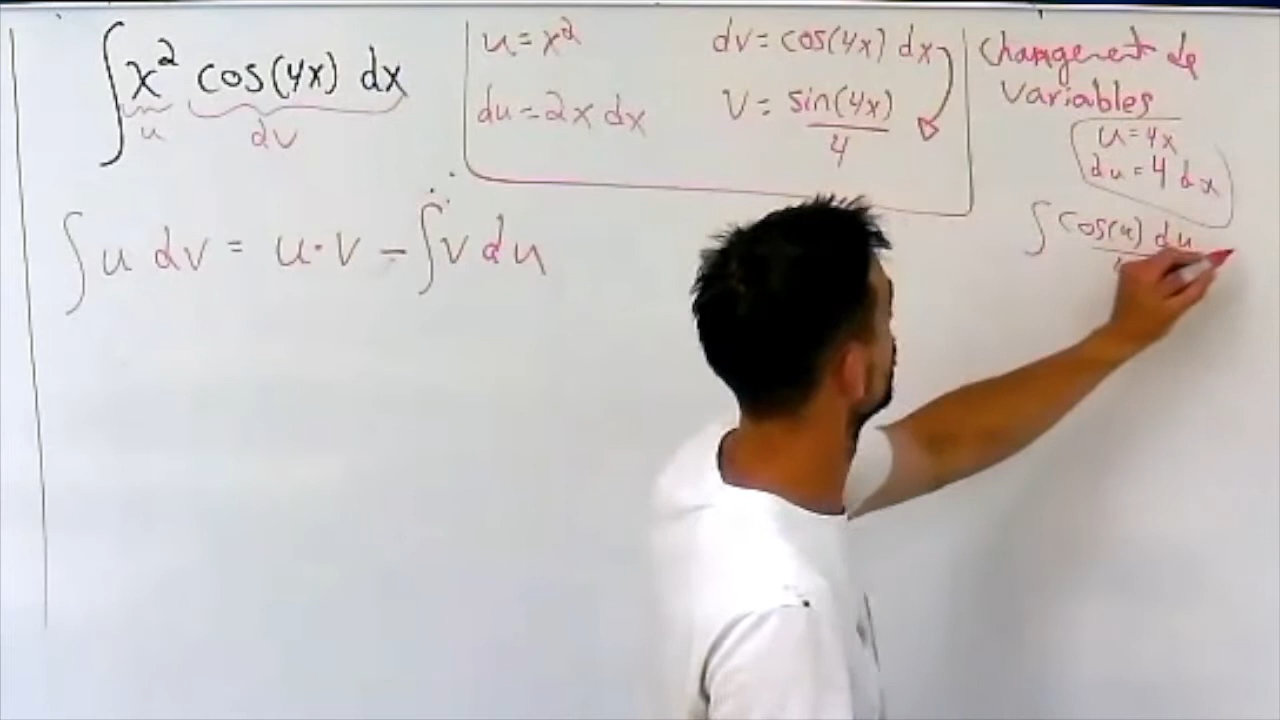 ∫ x² cos(4x) dx
u dv
u = x²
du = 2x dx
dv = cos(4x) dx
v = sin(4x)
4
∫ u dv = u·v - ∫ v du
Changement de
variables
u = 4x
du = 4 dx
∫ cos(u) du